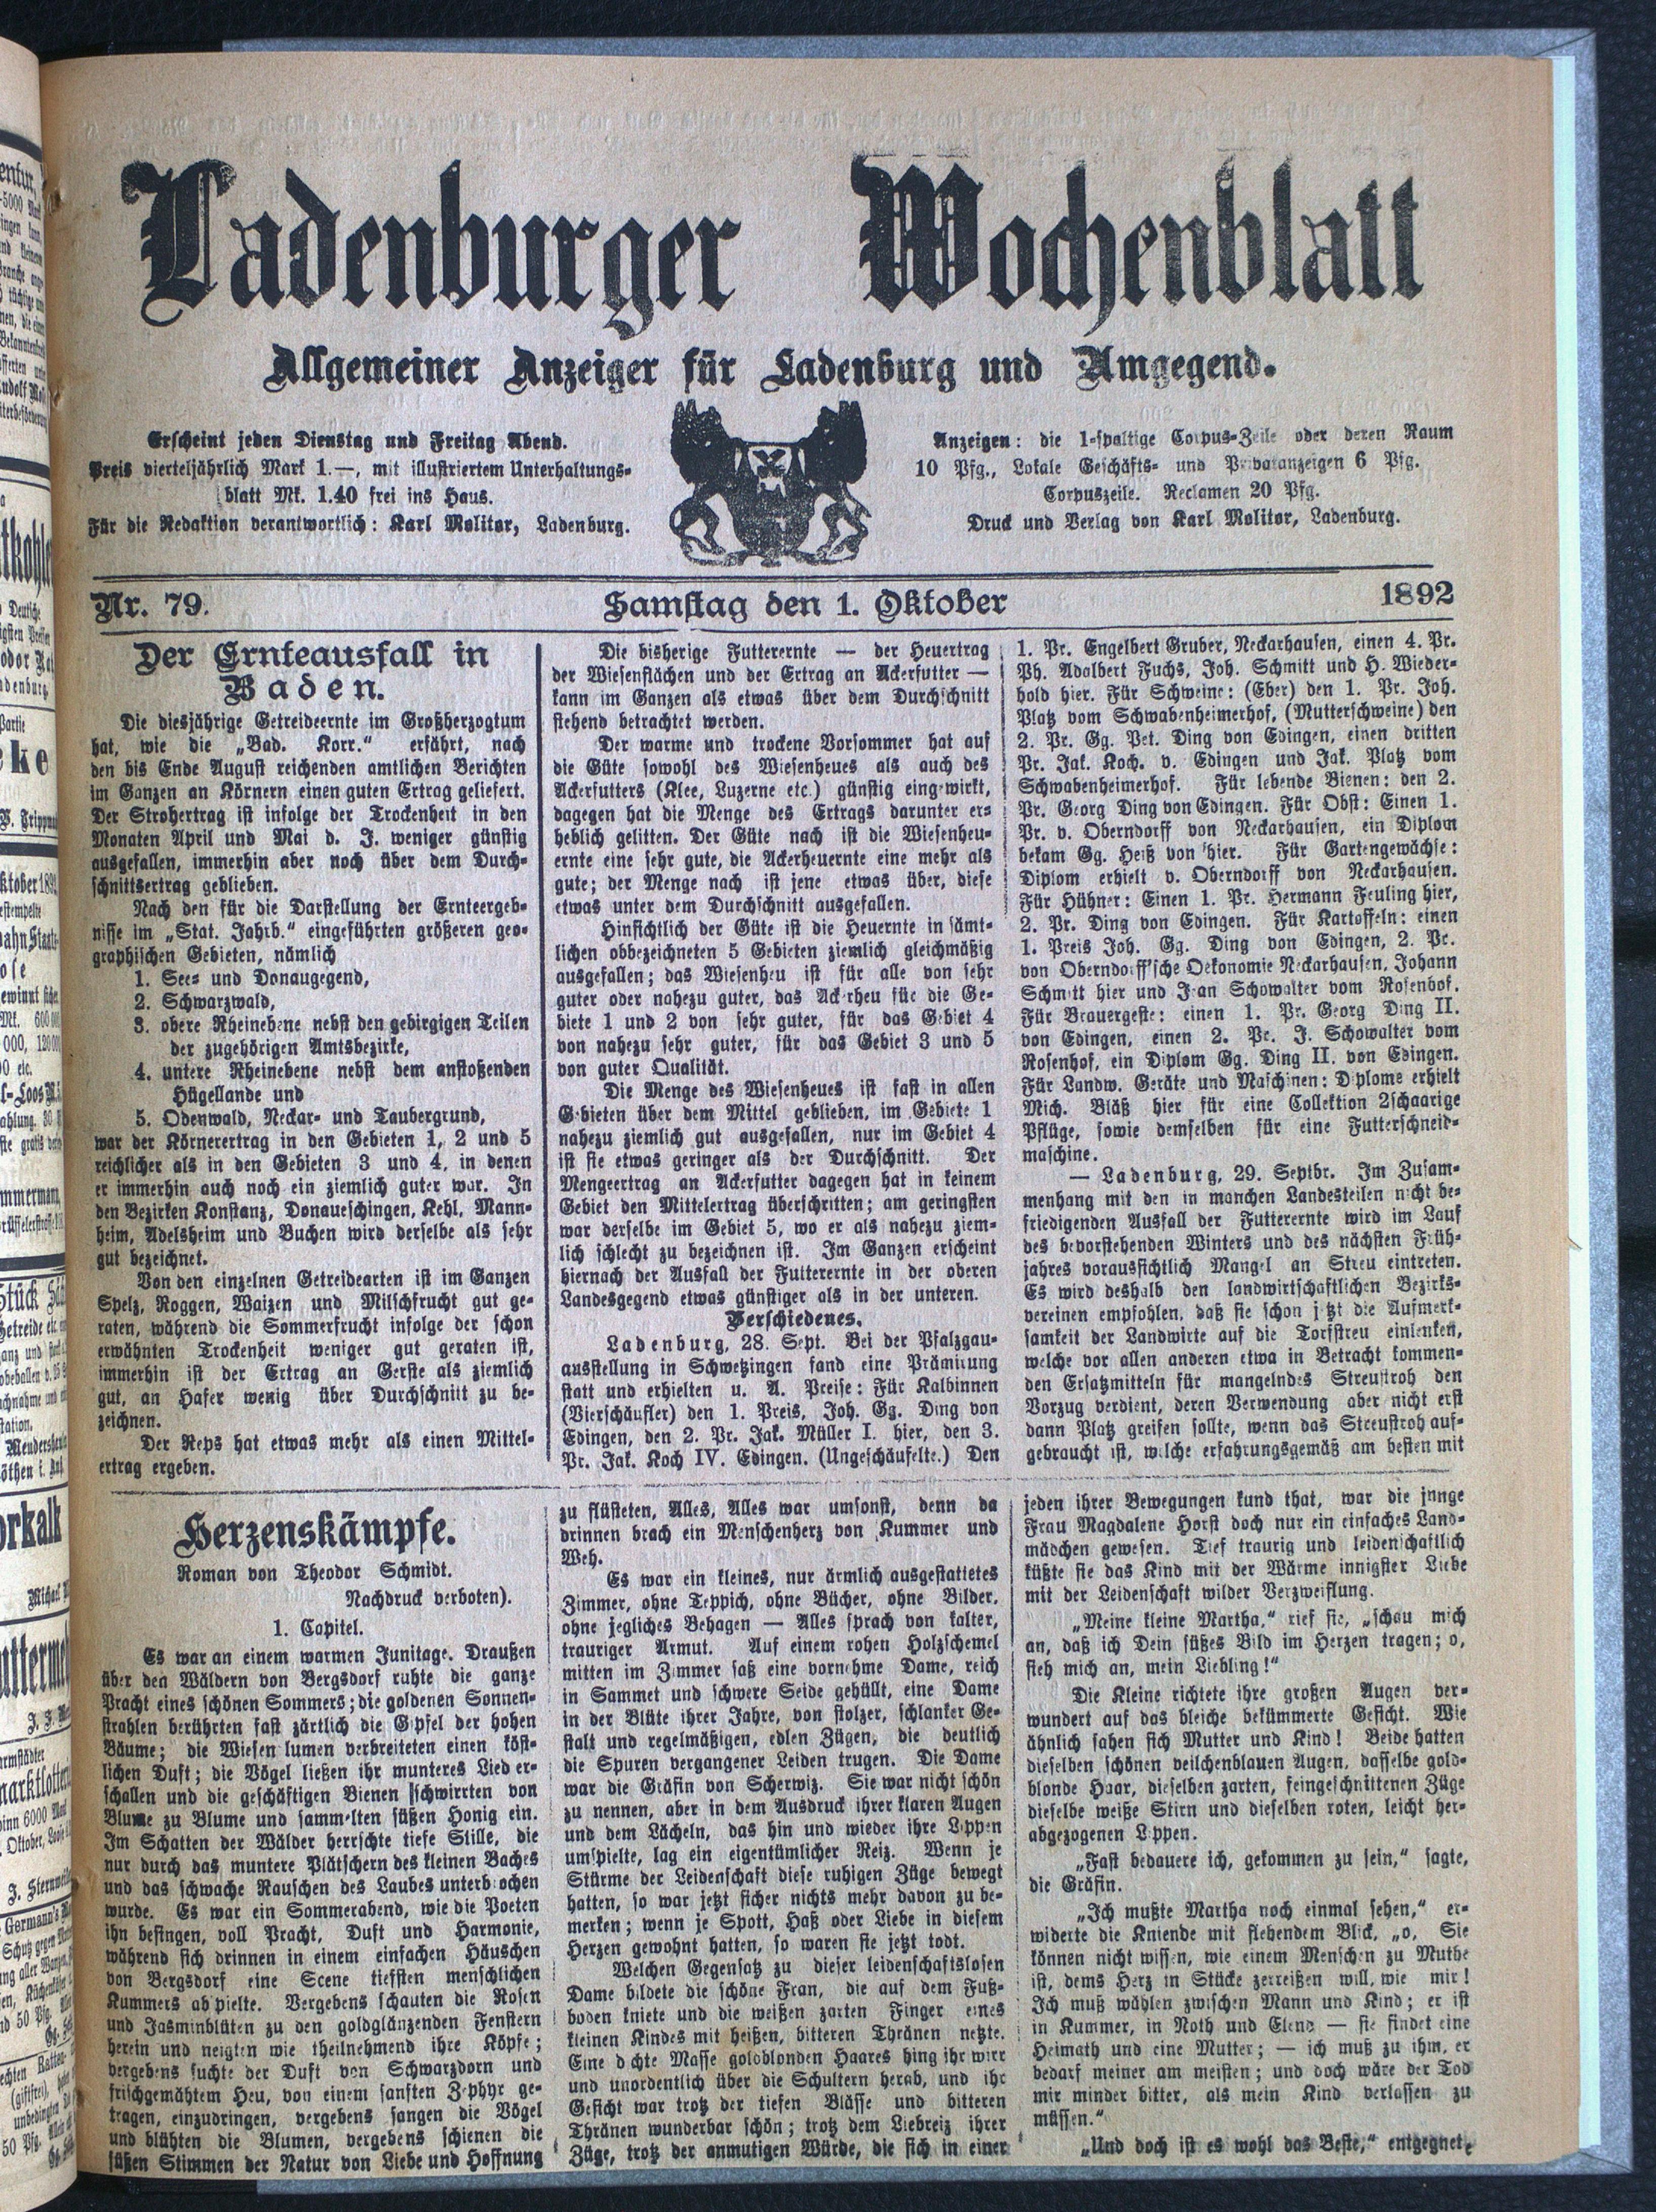 Ladenburger Wochenblatt
Allgemeiner Anzeiger für Ladenburg und Umgegend.
Erscheint jeden Dienstag und Freitag Abend.
Preis vierteljährlich Mark 1.—, mit illustriertem Unterhaltungs-
blatt Mk. 1.40 frei ins Haus.
Für die Redaktion verantwortlich: Karl Molitor, Ladenburg.
Anzeigen: die 1-spaltige Corpus-Zeile oder deren Raum
10 Pfg., Lokale Geschäfts- und Privatanzeigen 6 Pfg.
Corpuszeile. Reclamen 20 Pfg.
Druck und Verlag von Karl Molitor, Ladenburg.
Nr. 79. Samstag den 1. Oktober 1892
Der Ernteausfall in
Baden.
Die diesjährige Getreideernte im Großherzogtum
hat, wie die „Bad. Korr.“ erfährt, nach
den bis Ende August reichenden amtlichen Berichten
im Ganzen an Körnern einen guten Ertrag geliefert.
Der Strohertrag ist infolge der Trockenheit in den
Monaten April und Mai d. J. weniger günstig
ausgefallen, immerhin aber noch über dem Durch-
schnittsertrag geblieben.
Nach den für die Darstellung der Ernteergeb-
nisse im „Stat. Jahrb.“ eingeführten größeren geo-
graphischen Gebieten, nämlich
1. See- und Donaugegend,
2. Schwarzwald,
3. obere Rheinebene nebst den gebirgigen Teilen
der zugehörigen Amtsbezirke,
4. untere Rheinebene nebst dem anstoßenden
Hügellande und
5. Odenwald, Neckar- und Taubergrund,
war der Körnerertrag in den Gebieten 1, 2 und 5
reichlicher als in den Gebieten 3 und 4, in denen
er immerhin auch noch ein ziemlich guter war. In
den Bezirken Konstanz, Donaueschingen, Kehl, Mann-
heim, Adelsheim und Buchen wird derselbe als sehr
gut bezeichnet.
Von den einzelnen Getreidearten ist im Ganzen
Spelz, Roggen, Waizen und Milschfrucht gut ge-
raten, während die Sommerfrucht infolge der schon
erwähnten Trockenheit weniger gut geraten ist,
immerhin ist der Ertrag an Gerste als ziemlich
gut, an Hafer wenig über Durchschnitt zu be-
zeichnen.
Der Reps hat etwas mehr als einen Mittel-
ertrag ergeben.
Die bisherige Futterernte — der Heuertrag
der Wiesenflächen und der Ertrag an Ackerfutter —
kann im Ganzen als etwas über dem Durchschnitt
stehend betrachtet werden.
Der warme und trockene Vorsommer hat auf
die Güte sowohl des Wiesenheues als auch des
Ackerfutters (Klee, Luzerne etc.) günstig eingewirkt,
dagegen hat die Menge des Ertrags darunter er-
heblich gelitten. Der Güte nach ist die Wiesenheu-
ernte eine sehr gute, die Ackerheuernte eine mehr als
gute; der Menge nach ist jene etwas über, diese
etwas unter dem Durchschnitt ausgefallen.
Hinsichtlich der Güte ist die Heuernte in sämt-
lichen obbezeichneten 5 Gebieten ziemlich gleichmäßig
ausgefallen; das Wiesenheu ist für alle von sehr
guter oder nahezu guter, das Ackerheu für die Ge-
biete 1 und 2 von sehr guter, für das Gebiet 4
von nahezu sehr guter, für das Gebiet 3 und 5
von guter Qualität.
Die Menge des Wiesenheues ist fast in allen
Gebieten über dem Mittel geblieben, im Gebiete 1
nahezu ziemlich gut ausgefallen, nur im Gebiet 4
ist sie etwas geringer als der Durchschnitt. Der
Mengeertrag an Ackerfutter dagegen hat in keinem
Gebiet den Mittelertrag überschritten; am geringsten
war derselbe im Gebiet 5, wo er als nahezu ziem-
lich schlecht zu bezeichnen ist. Im Ganzen erscheint
hiernach der Ausfall der Futterernte in der oberen
Landesgegend etwas günstiger als in der unteren.
Verschiedenes.
Ladenburg, 28. Sept. Bei der Pfalzgau-
ausstellung in Schwetzingen fand eine Prämiirung
statt und erhielten u. A. Preise: Für Kalbinnen
(Vierschäufler) den 1. Preis, Joh. Gg. Ding von
Edingen, den 2. Pr. Jak. Müller I. hier, den 3.
Pr. Jak. Koch IV. Edingen. (Ungeschäufelte.) Den
1. Pr. Engelbert Gruber, Neckarhausen, einen 4. Pr.
Ph. Adalbert Fuchs, Joh. Schmitt und H. Wieder-
hold hier. Für Schweine: (Eber) den 1. Pr. Joh.
Platz vom Schwabenheimerhof, (Mutterschweine) den
2. Pr. Gg. Pet. Ding von Edingen, einen dritten
Pr. Jak. Koch. v. Edingen und Jak. Platz vom
Schwabenheimerhof. Für lebende Bienen: den 2.
Pr. Georg Ding von Edingen. Für Obst: Einen 1.
Pr. v. Oberndorff von Neckarhausen, ein Diplom
bekam Gg. Heiß von hier. Für Gartengewächse:
Diplom erhielt v. Oberndorff von Neckarhausen.
Für Hühner: Einen 1. Pr. Hermann Feuling hier,
2. Pr. Ding von Edingen. Für Kartoffeln: einen
1. Preis Joh. Gg. Ding von Edingen, 2. Pr.
von Oberndorff'sche Oekonomie Neckarhausen, Johann
Schmitt hier und Jean Schowalter vom Rosenhof.
Für Brauergeste: einen 1. Pr. Georg Ding II.
von Edingen, einen 2. Pr. J. Schowalter vom
Rosenhof, ein Diplom Gg. Ding II. von Edingen.
Für Landw. Geräte und Maschinen: Diplome erhielt
Mich. Bläß hier für eine Collektion 2schaarige
Pflüge, sowie demselben für eine Futterschneid-
maschine.
— Ladenburg, 29. Septbr. Im Zusam-
menhang mit den in manchen Landesteilen nicht be-
friedigenden Ausfall der Futterernte wird im Lauf
des bevorstehenden Winters und des nächsten Früh-
jahres voraussichtlich Mangel an Streu eintreten.
Es wird deshalb den landwirtschaftlichen Bezirks-
vereinen empfohlen, daß sie schon jetzt die Aufmerk-
samkeit der Landwirte auf die Torfstreu einlenken,
welche vor allen anderen etwa in Betracht kommen-
den Ersatzmitteln für mangelndes Streustroh den
Vorzug verdient, deren Verwendung aber nicht erst
dann Platz greifen sollte, wenn das Streustroh auf-
gebraucht ist, welche erfahrungsgemäß am besten mit
Herzenskämpfe.
Roman von Theodor Schmidt.
Nachdruck verboten).
1. Capitel.
Es war an einem warmen Junitage. Draußen
über den Wäldern von Bergsdorf ruhte die ganze
Pracht eines schönen Sommers; die goldenen Sonnen-
strahlen berührten fast zärtlich die Gipfel der hohen
Bäume; die Wiesen lumen verbreiteten einen köst-
lichen Duft; die Vögel ließen ihr munteres Lied er-
schallen und die geschäftigen Bienen schwirrten von
Blume zu Blume und sammelten süßen Honig ein.
Im Schatten der Wälder herrschte tiefe Stille, die
nur durch das muntere Plätschern des kleinen Baches
und das schwache Rauschen des Laubes unterbrochen
wurde. Es war ein Sommerabend, wie die Poeten
ihn besingen, voll Pracht, Duft und Harmonie,
während sich drinnen in einem einfachen Häuschen
von Bergsdorf eine Scene tiefsten menschlichen
Kummers abspielte. Vergebens schauten die Rosen
und Jasminblüten zu den goldglänzenden Fenstern
herein und neigten wie theilnehmend ihre Köpfe;
vergebens suchte der Duft von Schwarzdorn und
frischgemähtem Heu, von einem sanften Zephyr ge-
tragen, einzudringen, vergebens sangen die Vögel
und blühten die Blumen, vergebens schienen die
süßen Stimmen der Natur von Liebe und Hoffnung
zu flüstern, Alles, Alles war umsonst, denn da
drinnen brach ein Menschenherz von Kummer und
Weh.
Es war ein kleines, nur ärmlich ausgestattetes
Zimmer, ohne Teppich, ohne Bücher, ohne Bilder.
ohne jegliches Behagen — Alles sprach von kalter,
trauriger Armut. Auf einem rohen Holzschemel
mitten im Zimmer saß eine vornehme Dame, reich
in Sammet und schwere Seide gehüllt, eine Dame
in der Blüte ihrer Jahre, von stolzer, schlanker Ge-
stalt und regelmäßigen, edlen Zügen, die deutlich
die Spuren vergangener Leiden trugen. Die Dame
war die Gräfin von Scherwiz. Sie war nicht schön
zu nennen, aber in dem Ausdruck ihrer klaren Augen
und dem Lächeln, das hin und wieder ihre Lippen
umspielte, lag ein eigentümlicher Reiz. Wenn je
Stürme der Leidenschaft diese ruhigen Züge bewegt
hatten, so war jetzt sicher nichts mehr davon zu be-
merken; wenn je Spott, Haß oder Liebe in diesem
Herzen gewohnt hatten, so waren sie jetzt todt.
Welchen Gegensatz zu dieser leidenschaftslosen
Dame bildete die schöne Fran, die auf dem Fuß-
boden kniete und die weißen zarten Finger eines
kleinen Kindes mit heißen, bitteren Thränen netzte.
Eine dichte Masse goldblonden Haares hing ihr wirr
und unordentlich über die Schultern herab, und ihr
Gesicht war trotz der tiefen Blässe und bitteren
Thränen wunderbar schön; trotz dem Liebreiz ihrer
Züge, trotz der anmutigen Würde, die sich in einer
jeden ihrer Bewegungen kund that, war die junge
Frau Magdalene Horst doch nur ein einfaches Land-
mädchen gewesen. Tief traurig und leidenschaftlich
küßte sie das Kind mit der Wärme innigster Liebe
mit der Leidenschaft wilder Verzweiflung.
„Meine kleine Martha,“ rief sie, „schau mich
an, daß ich Dein süßes Bild im Herzen tragen; o,
sieh mich an, mein Liebling!“
Die Kleine richtete ihre großen Augen ver-
wundert auf das bleiche bekümmerte Gesicht. Wie
ähnlich sahen sich Mutter und Kind! Beide hatten
dieselben schönen veilchenblauen Augen, dasselbe gold-
blonde Haar, dieselben zarten, feingeschnittenen Züge
dieselbe weiße Stirn und dieselben roten, leicht her-
abgezogenen Lippen.
„Fast bedauere ich, gekommen zu sein,“ sagte,
die Gräfin.
„Ich mußte Martha noch einmal sehen,“ er-
widerte die Kniende mit flehendem Blick, „o, Sie
können nicht wissen, wie einem Menschen zu Muthe
ist, dems Herz in Stücke zerreißen will, wie mir!
Ich muß wählen zwischen Mann und Kind; er ist
in Kummer, in Noth und Elend — sie findet eine
Heimath und eine Mutter; — ich muß zu ihm, er
bedarf meiner am meisten; und doch wäre der Tod
mir minder bitter, als mein Kind verlassen zu
müssen.“
„Und doch ist es wohl das Beste,“ entgegnete